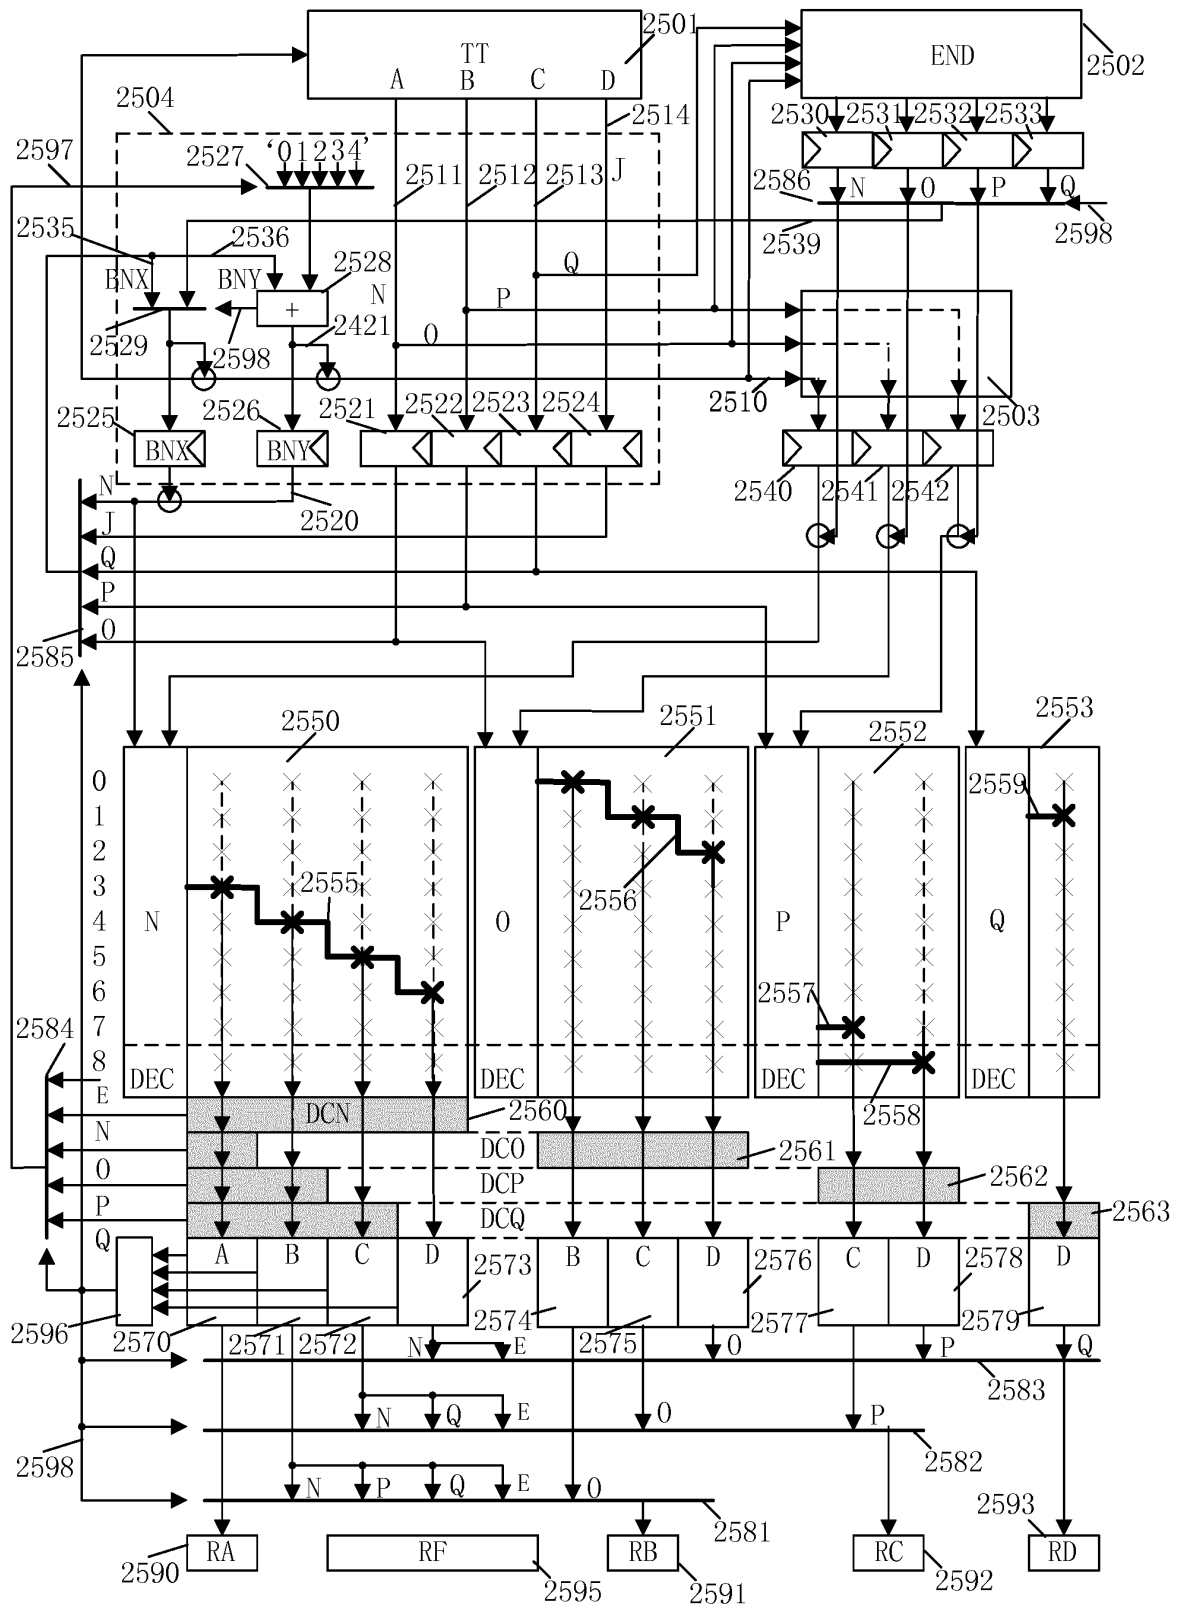 TT 2501
A B C D
END
2502
2504
2514
2530 2531 2532 2533
2597
2527 '01234'
2511 2512 2513 J
2586 N O P Q
2598
2539
2535 2536
BNX BNY
2528
N P Q
+
2529 2598 2421 O
2510 2503
2525 2526 2521 2522 2523 2524
BNX BNY
2540 2541 2542
N
2520
J
Q
P
O
2585
2550 2551 2552 2553
0
1
2
3
4
5
6
7
8
2559
2555 2556
N O P Q
2557
2584
DEC DEC DEC DEC
2558
E
N
O
P
Q
DCN 2560
DCO 2561
DCP 2562
DCQ 2563
A B C D B C D C D D
2573 2576 2578
2596 2570 2571 2572 2574 2575 2577 2579
N E O P Q
2583
N Q E O P
2598 2582
N P Q E O
2581 2593
RA RF RB RC RD
2590 2595 2591 2592